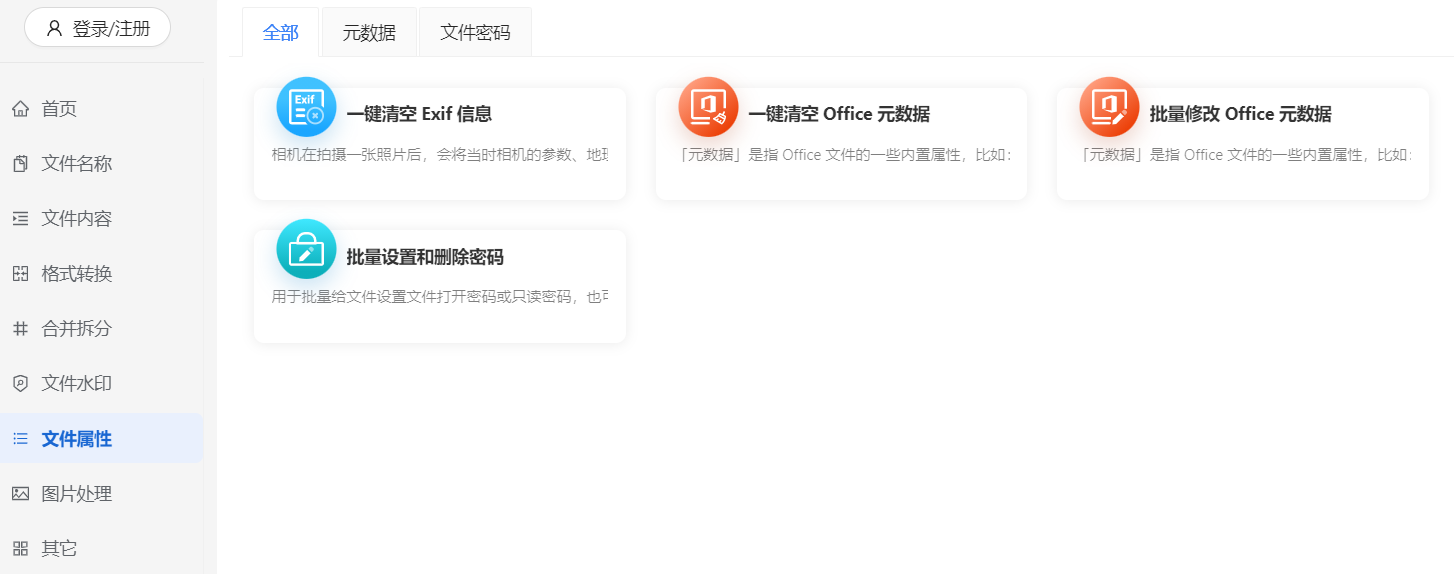 登录/注册
首页
文件名称
文件内容
格式转换
合并拆分
文件水印
文件属性
图片处理
其它
全部
元数据
文件密码
Exif
一键清空 Exif 信息
相机在拍摄一张照片后，会将当时相机的参数、地
一键清空 Office 元数据
「元数据」是指 Office 文件的一些内置属性，比如：
批量修改 Office 元数据
「元数据」是指 Office 文件的一些内置属性，比如：
批量设置和删除密码
用于批量给文件设置文件打开密码或只读密码，也